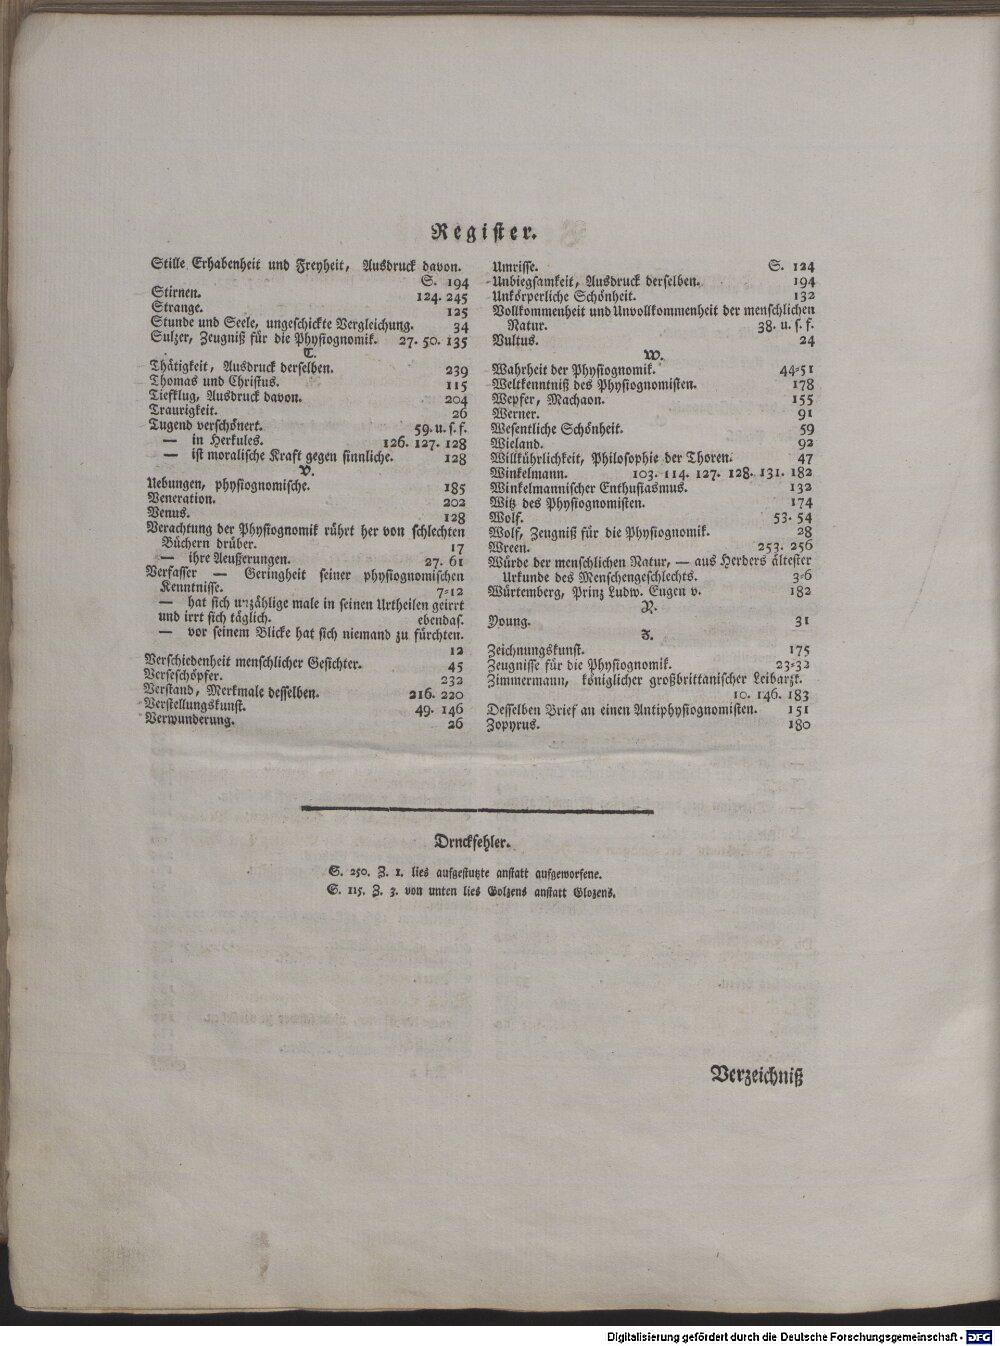 Register.
Stille Erhabenheit und Freyheit, Ausdruck davon.
S. 194
Stirnen. 124. 245
Strange. 125
Stunde und Seele, ungeschickte Vergleichung. 34
Sulzer, Zeugniß für die Physiognomik. 27. 50. 135
T.
Thätigkeit, Ausdruck derselben. 239
Thomas und Christus. 115
Tiefklug, Ausdruck davon. 204
Traurigkeit. 26
Tugend verschönert. 59. u. s. f.
— in Herkules. 126. 127. 128
— ist moralische Kraft gegen sinnliche. 128
V.
Uebungen, physiognomische. 185
Veneration. 202
Venus. 128
Verachtung der Physiognomik rührt her von schlechten
Büchern drüber. 17
— ihre Aeußerungen. 27. 61
Verfasser — Geringheit seiner physiognomischen
Kenntnisse. 7-12
— hat sich unzählige male in seinen Urtheilen geirrt
und irrt sich täglich. ebendas.
— vor seinem Blicke hat sich niemand zu fürchten.
12
Verschiedenheit menschlicher Gesichter. 45
Verseschöpfer. 232
Verstand, Merkmale desselben. 216. 220
Verstellungskunst. 49. 146
Verwunderung. 26
Umrisse. S. 124
Unbiegsamkeit, Ausdruck derselben. 194
Unkörperliche Schönheit. 132
Vollkommenheit und Unvollkommenheit der menschlichen
Natur. 38. u. s. f.
Vultus. 24
W.
Wahrheit der Physiognomik. 44-51
Weltkenntniß des Physiognomisten. 178
Wepfer, Machaon. 155
Werner. 91
Wesentliche Schönheit. 59
Wieland. 92
Willkührlichkeit, Philosophie der Thoren. 47
Winkelmann. 103. 114. 127. 128. 131. 182
Winkelmannischer Enthusiasmus. 132
Witz des Physiognomisten. 174
Wolf. 53. 54
Wolf, Zeugniß für die Physiognomik. 28
Wreen. 253. 256
Würde der menschlichen Natur, — aus Herders ältester
Urkunde des Menschengeschlechts. 3-6
Würtemberg, Prinz Ludw. Eugen v. 182
Y.
Young. 31
Z.
Zeichnungskunst. 175
Zeugnisse für die Physiognomik. 23-32
Zimmermann, königlicher großbrittanischer Leibarzt.
10. 146. 183
Desselben Brief an einen Antiphysiognomisten. 151
Zopyrus. 180
Drnckfehler.
S. 250. Z. 1. lies aufgestutzte anstatt aufgeworfene.
S. 115. Z. 3. von unten lies Golzens anstatt Glozens.
Verzeichniß
Digitalisierung gefördert durch die Deutsche Forschungsgemeinschaft - DFG